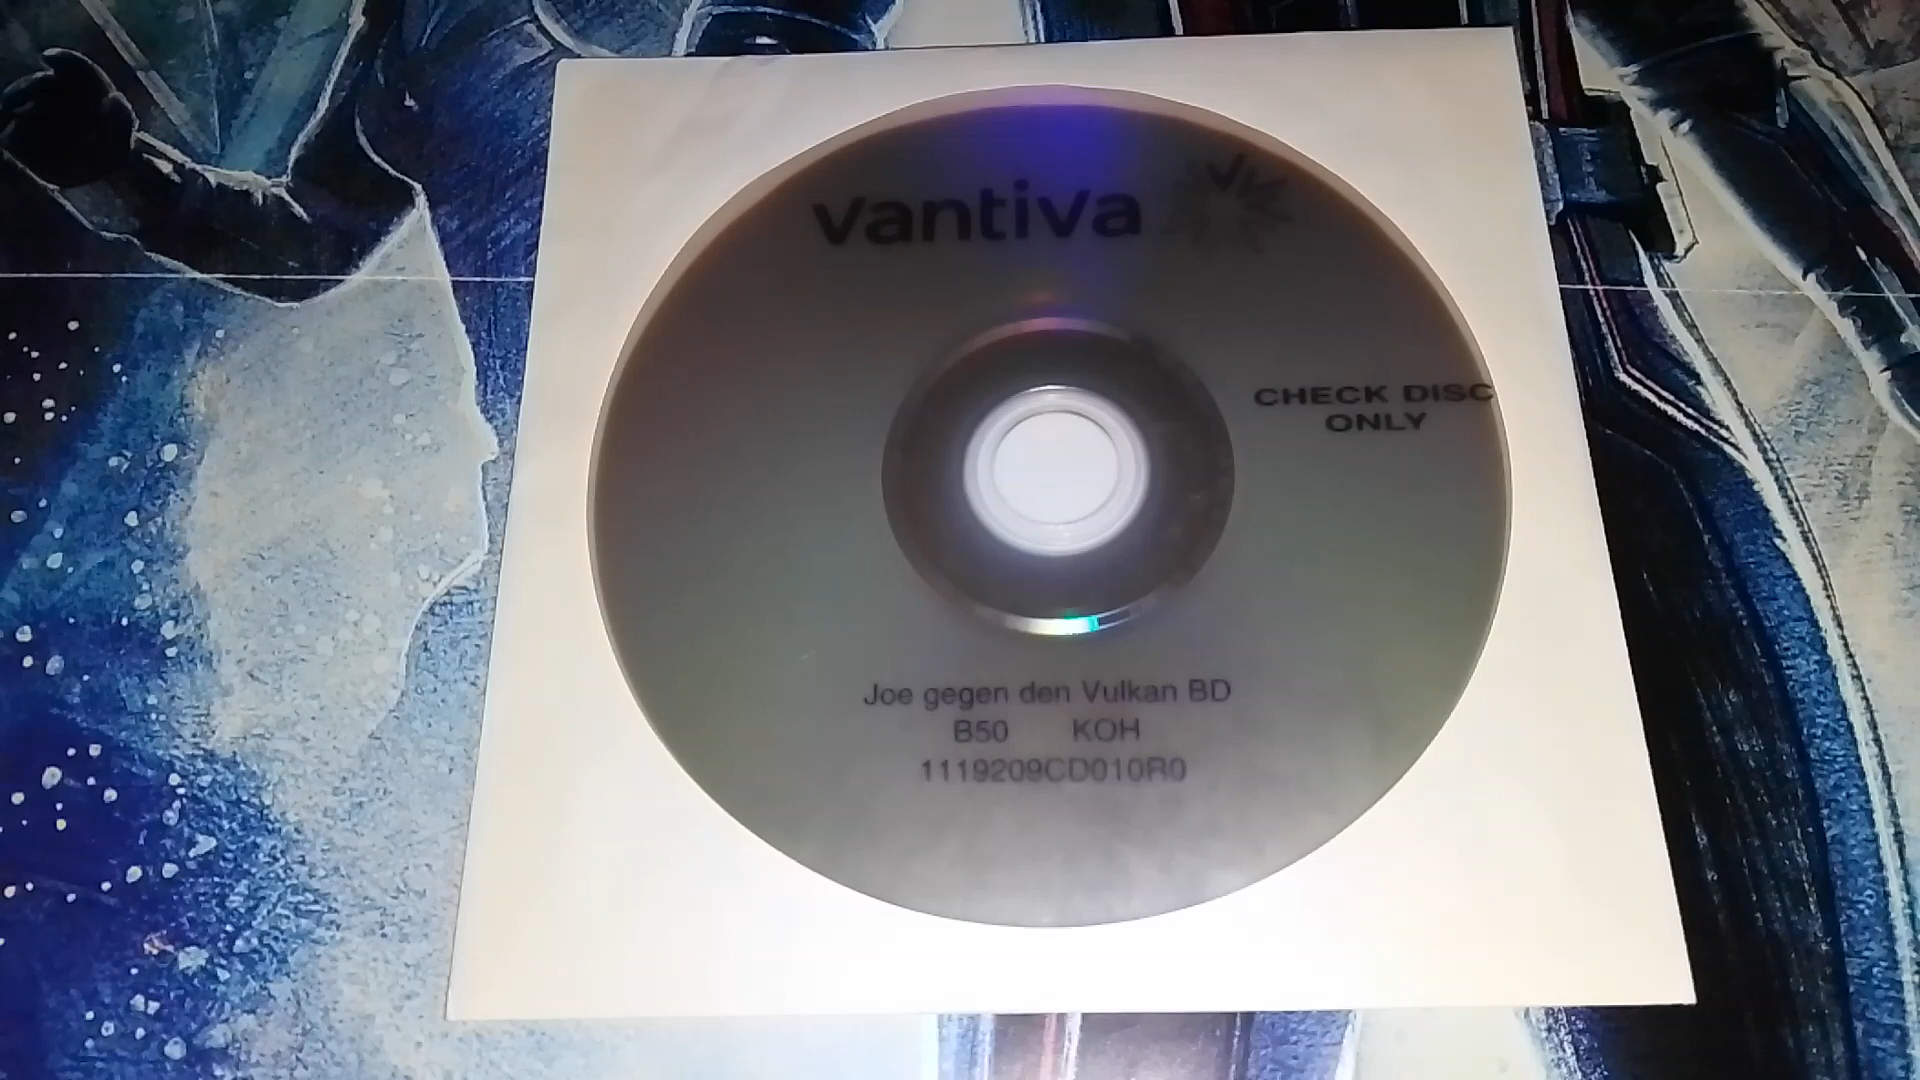 vantiva
CHECK DISC
ONLY
Joe gegen den Vulkan BD
B50 KOH
1119209CD010R0